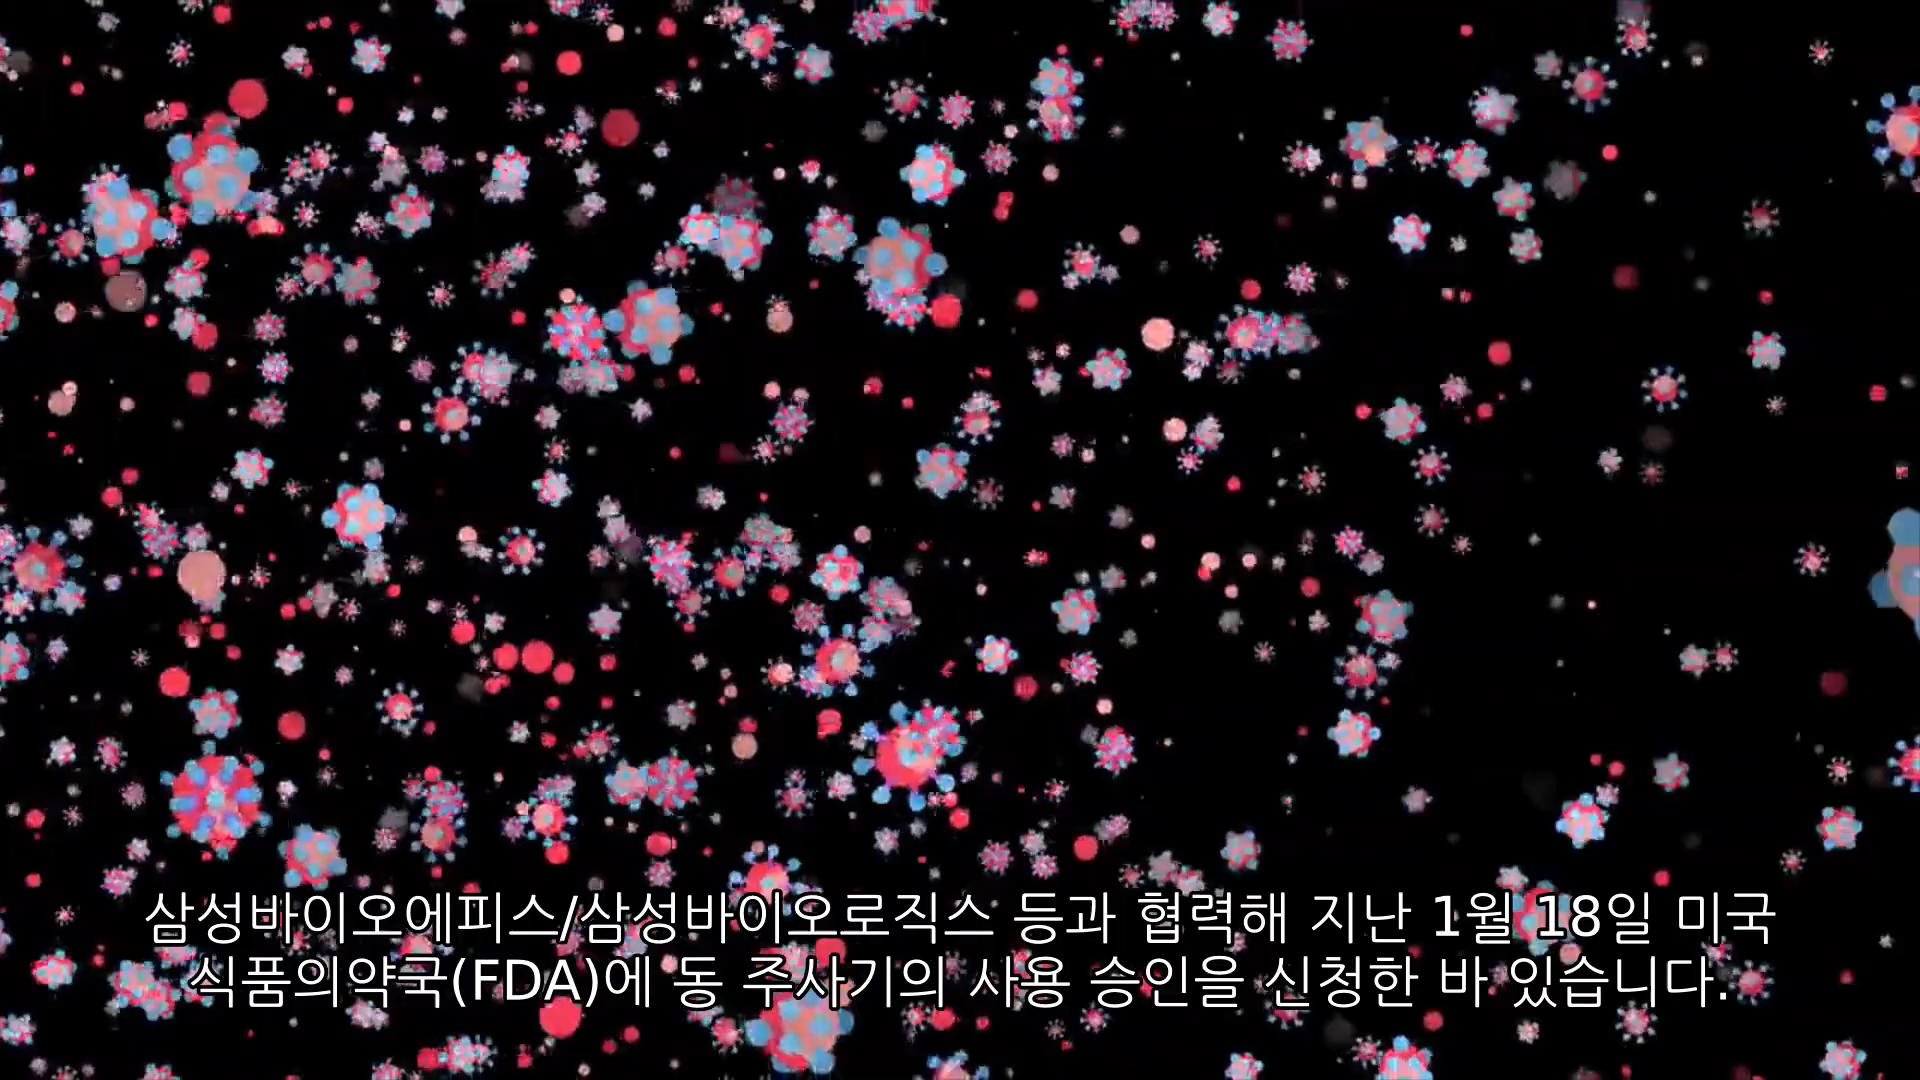 삼성바이오에피스/삼성바이오로직스 등과 협력해 지난 1월 18일 미국
식품의약국(FDA)에 동 주사기의 사용 승인을 신청한 바 있습니다.